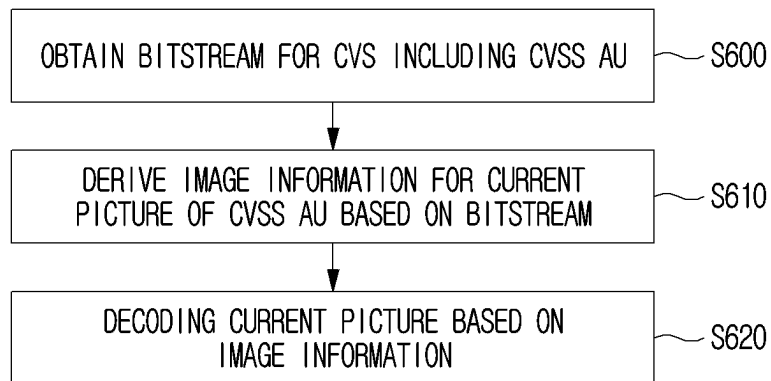 OBTAIN BITSTREAM FOR CVS INCLUDING CVSS AU
S600
DERIVE IMAGE INFORMATION FOR CURRENT
PICTURE OF CVSS AU BASED ON BITSTREAM
S610
DECODING CURRENT PICTURE BASED ON
IMAGE INFORMATION
S620